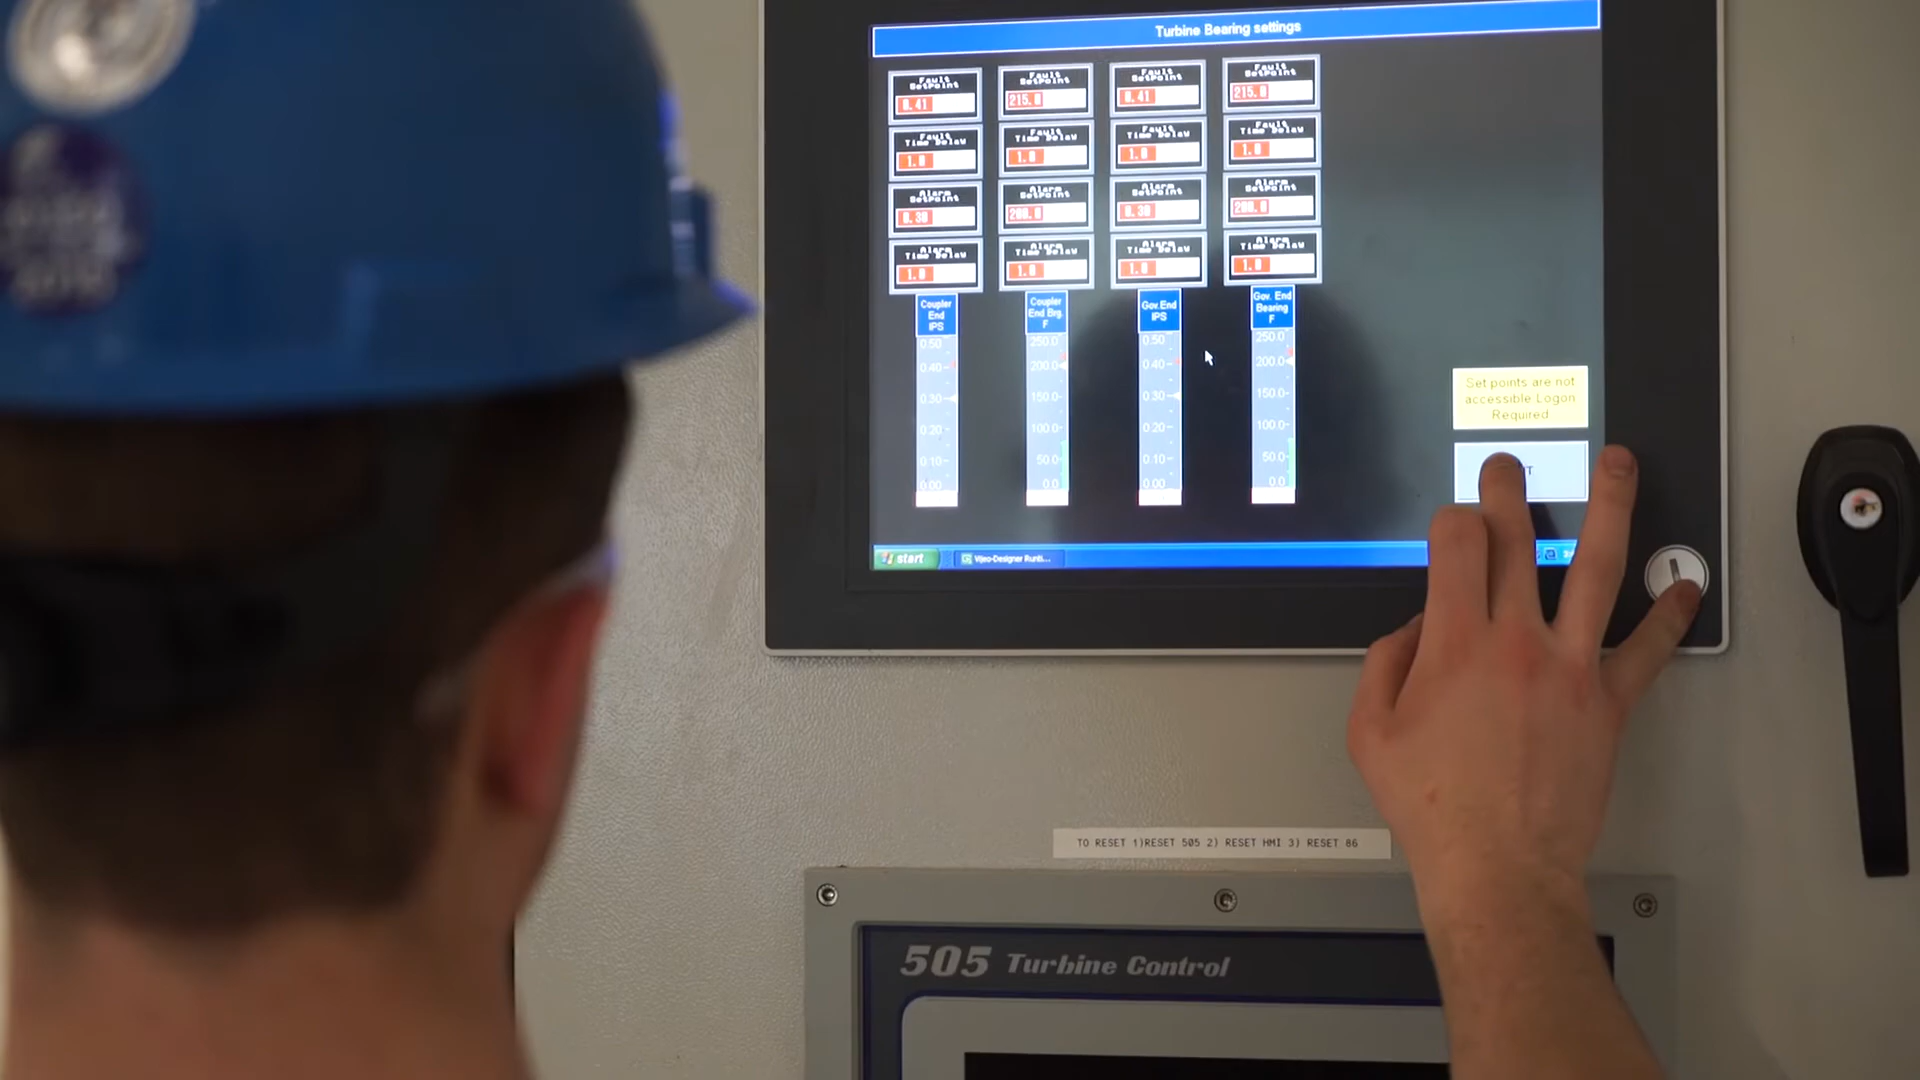 Turbine Bearing settings
Fault
SetPoint
0.41
Fault
SetPoint
215.0
Fault
SetPoint
0.41
Fault
SetPoint
215.0
Fault
Time Delay
1.0
Fault
Time Delay
1.0
Fault
Time Delay
1.0
Fault
Time Delay
1.0
Alarm
SetPoint
0.30
Alarm
SetPoint
200.0
Alarm
SetPoint
0.30
Alarm
SetPoint
200.0
Alarm
Time Delay
1.0
Alarm
Time Delay
1.0
Alarm
Time Delay
1.0
Alarm
Time Delay
1.0
Coupler
End
IPS
0.50
0.40
0.30
0.20
0.10
0.00
Coupler
End Brg.
F
250.0
200.0
150.0
100.0
50.0
0.0
Gov.End
IPS
0.50
0.40
0.30
0.20
0.10
0.00
Gov. End
Bearing
F
250.0
200.0
150.0
100.0
50.0
0.0
Set points are not
accessible Logon
Required.
start
Vijeo-Designer Runti...
TO RESET 1)RESET 505 2) RESET HMI 3) RESET 86
505 Turbine Control